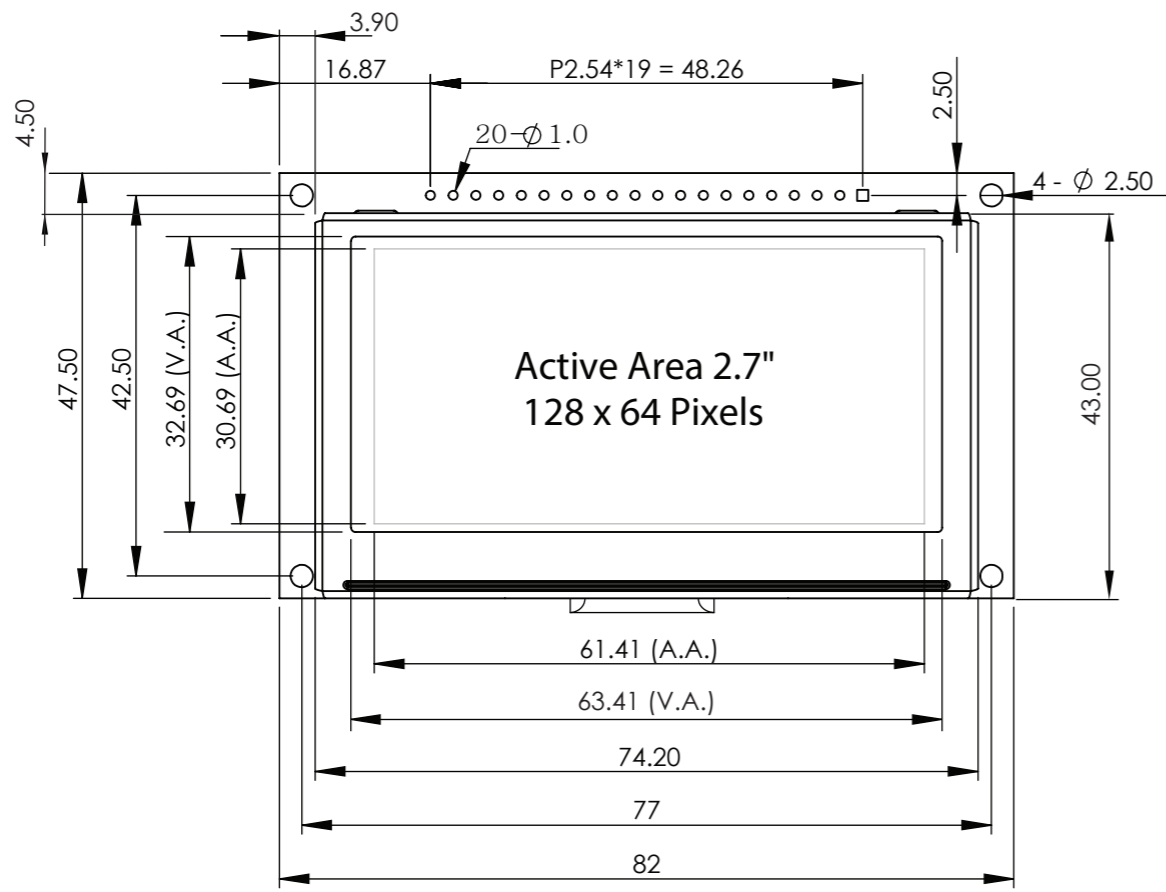 3.90
16.87
P2.54*19 = 48.26
2.50
4.50
20-⌀1.0
4 - ⌀ 2.50
47.50
42.50
32.69 (V.A.)
30.69 (A.A.)
Active Area 2.7"
128 x 64 Pixels
43.00
61.41 (A.A.)
63.41 (V.A.)
74.20
77
82